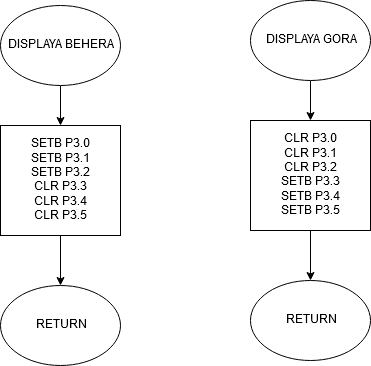 DISPLAYA BEHERA
SETB P3.0
SETB P3.1
SETB P3.2
CLR P3.3
CLR P3.4
CLR P3.5
RETURN
DISPLAYA GORA
CLR P3.0
CLR P3.1
CLR P3.2
SETB P3.3
SETB P3.4
SETB P3.5
RETURN